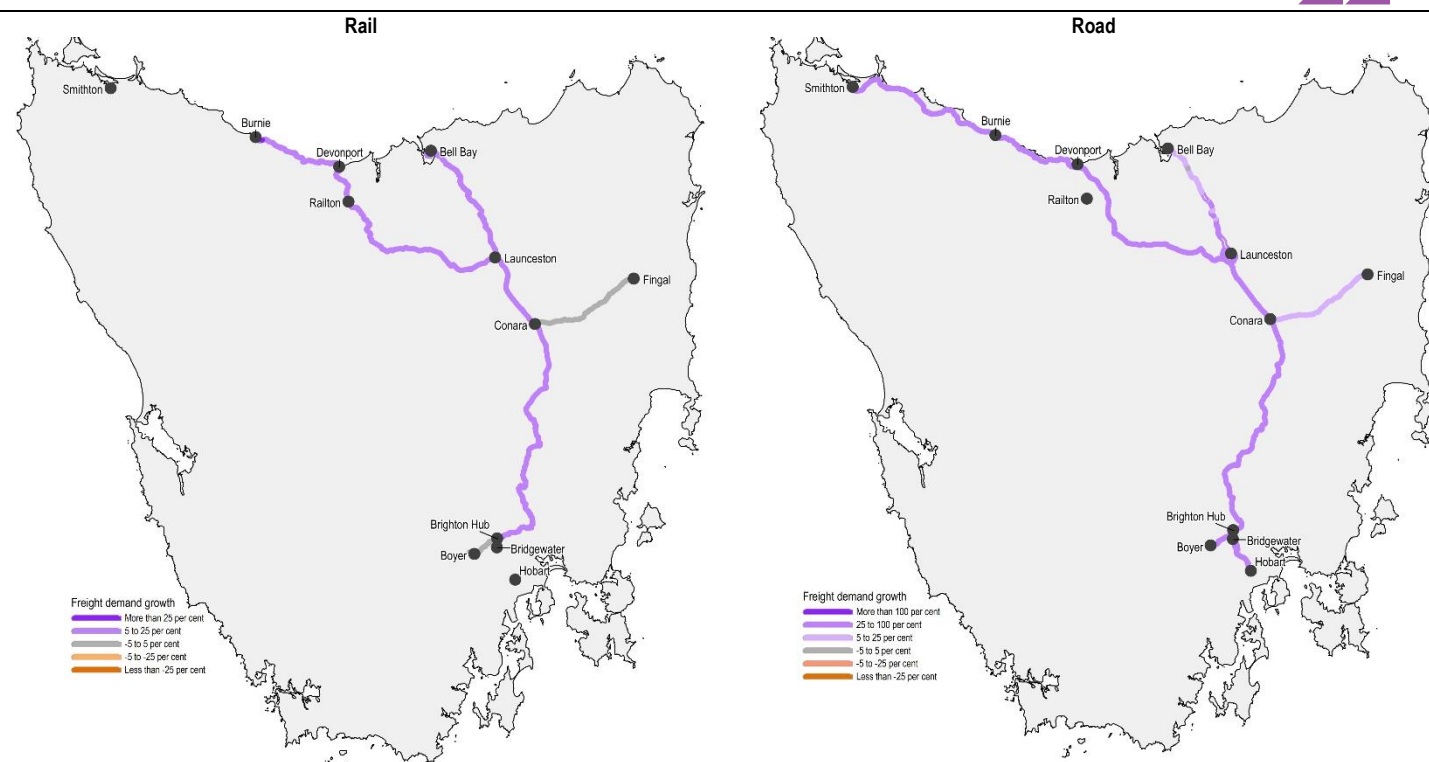 Rail
Smithton
Burnie
Devonport
Bell Bay
Railton
Launceston
Fingal
Conara
Brighton Hub
Boyer
Bridgewater
Hobart
Freight demand growth
More than 25 per cent
5 to 25 per cent
-5 to 5 per cent
-5 to -25 per cent
Less than -25 per cent
Road
Smithton
Burnie
Devonport
Bell Bay
Railton
Launceston
Fingal
Conara
Brighton Hub
Boyer
Bridgewater
Hobart
Freight demand growth
More than 100 per cent
25 to 100 per cent
5 to 25 per cent
-5 to 5 per cent
-5 to -25 per cent
Less than -25 per cent